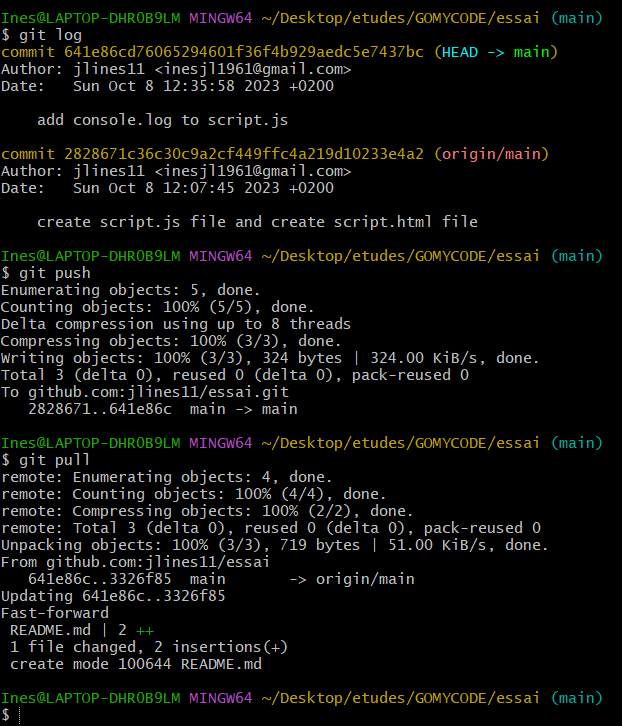 Ines@LAPTOP-DHR0B9LM MINGW64 ~/Desktop/etudes/GOMYCODE/essai (main)
$ git log
commit 641e86cd76065294601f36f4b929aedc5e7437bc (HEAD -> main)
Author: jlines11 <inesjl1961@gmail.com>
Date:   Sun Oct 8 12:35:58 2023 +0200

    add console.log to script.js

commit 2828671c36c30c9a2cf449ffc4a219d10233e4a2 (origin/main)
Author: jlines11 <inesjl1961@gmail.com>
Date:   Sun Oct 8 12:07:45 2023 +0200

    create script.js file and create script.html file

Ines@LAPTOP-DHR0B9LM MINGW64 ~/Desktop/etudes/GOMYCODE/essai (main)
$ git push
Enumerating objects: 5, done.
Counting objects: 100% (5/5), done.
Delta compression using up to 8 threads
Compressing objects: 100% (3/3), done.
Writing objects: 100% (3/3), 324 bytes | 324.00 KiB/s, done.
Total 3 (delta 0), reused 0 (delta 0), pack-reused 0
To github.com:jlines11/essai.git
   2828671..641e86c  main -> main

Ines@LAPTOP-DHR0B9LM MINGW64 ~/Desktop/etudes/GOMYCODE/essai (main)
$ git pull
remote: Enumerating objects: 4, done.
remote: Counting objects: 100% (4/4), done.
remote: Compressing objects: 100% (2/2), done.
remote: Total 3 (delta 0), reused 0 (delta 0), pack-reused 0
Unpacking objects: 100% (3/3), 719 bytes | 51.00 KiB/s, done.
From github.com:jlines11/essai
   641e86c..3326f85  main       -> origin/main
Updating 641e86c..3326f85
Fast-forward
 README.md | 2 ++
 1 file changed, 2 insertions(+)
 create mode 100644 README.md

Ines@LAPTOP-DHR0B9LM MINGW64 ~/Desktop/etudes/GOMYCODE/essai (main)
$